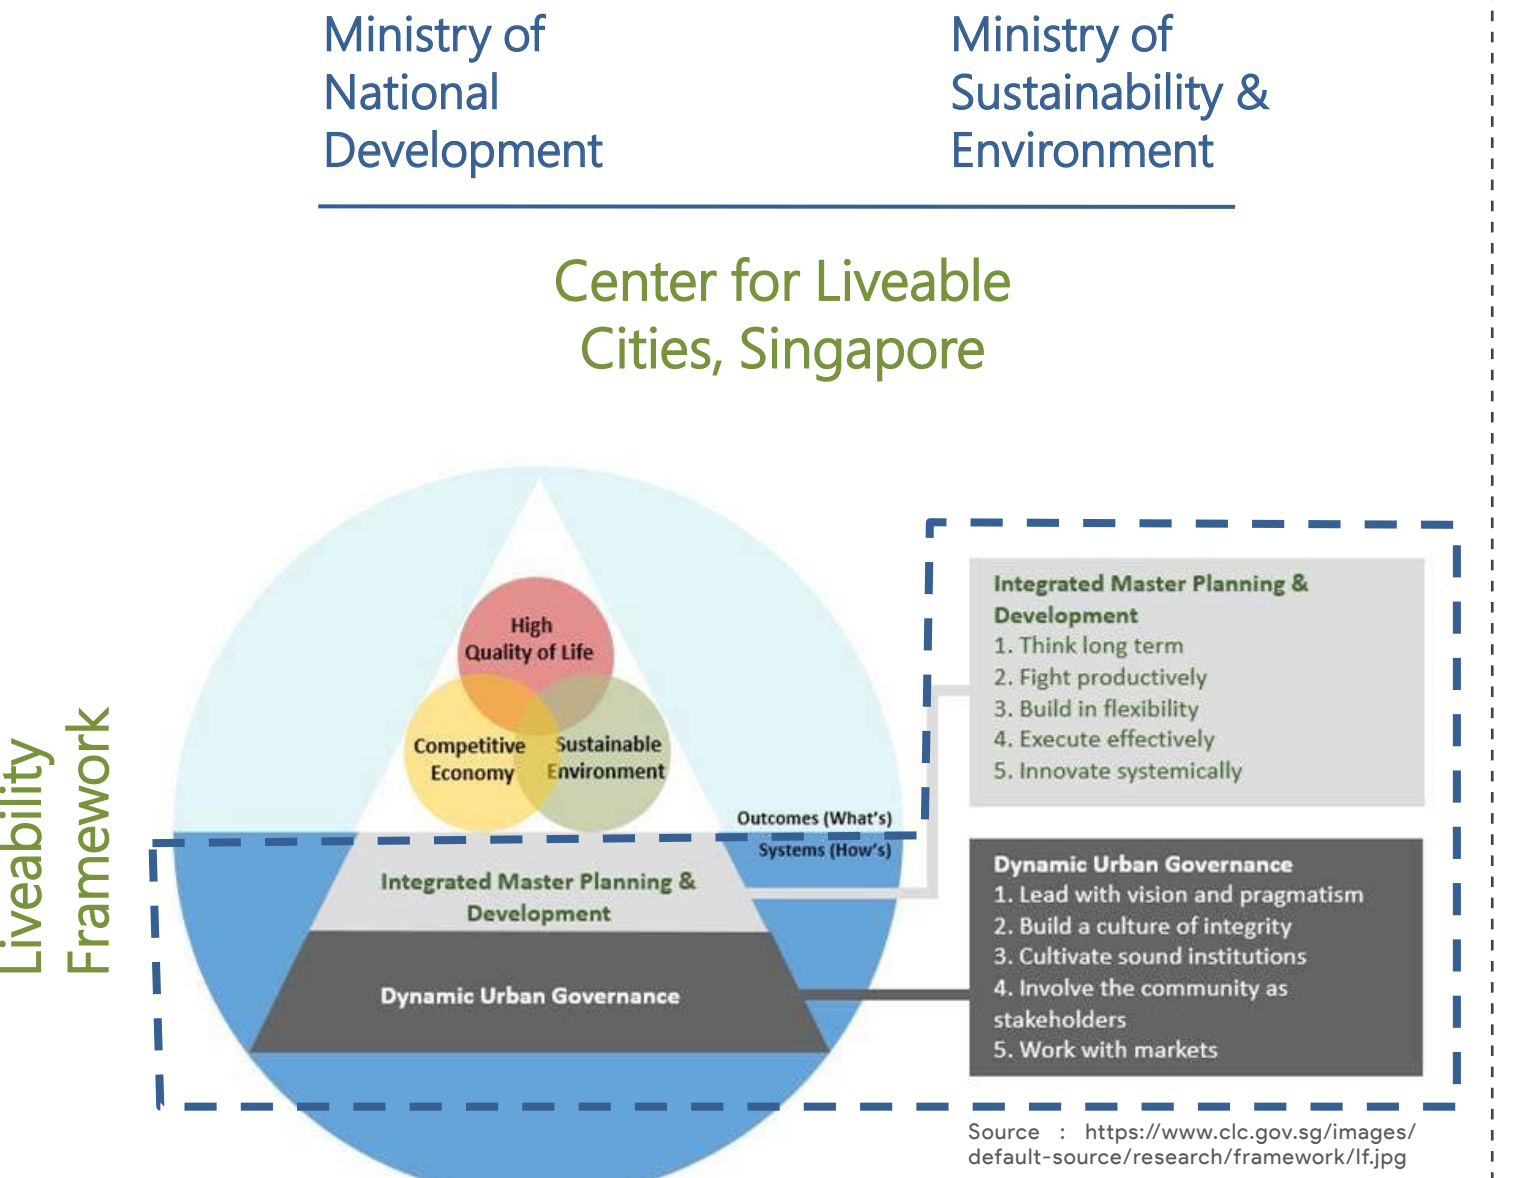 Ministry of
National
Development
Ministry of
Sustainability &
Environment
Center for Liveable
Cities, Singapore
Liveability
Framework
High
Quality of Life
Competitive
Economy
Sustainable
Environment
Outcomes (What's)
Systems (How's)
Integrated Master Planning &
Development
Dynamic Urban Governance
Integrated Master Planning &
Development
1. Think long term
2. Fight productively
3. Build in flexibility
4. Execute effectively
5. Innovate systemically
Dynamic Urban Governance
1. Lead with vision and pragmatism
2. Build a culture of integrity
3. Cultivate sound institutions
4. Involve the community as
stakeholders
5. Work with markets
Source : https://www.clc.gov.sg/images/
default-source/research/framework/lf.jpg